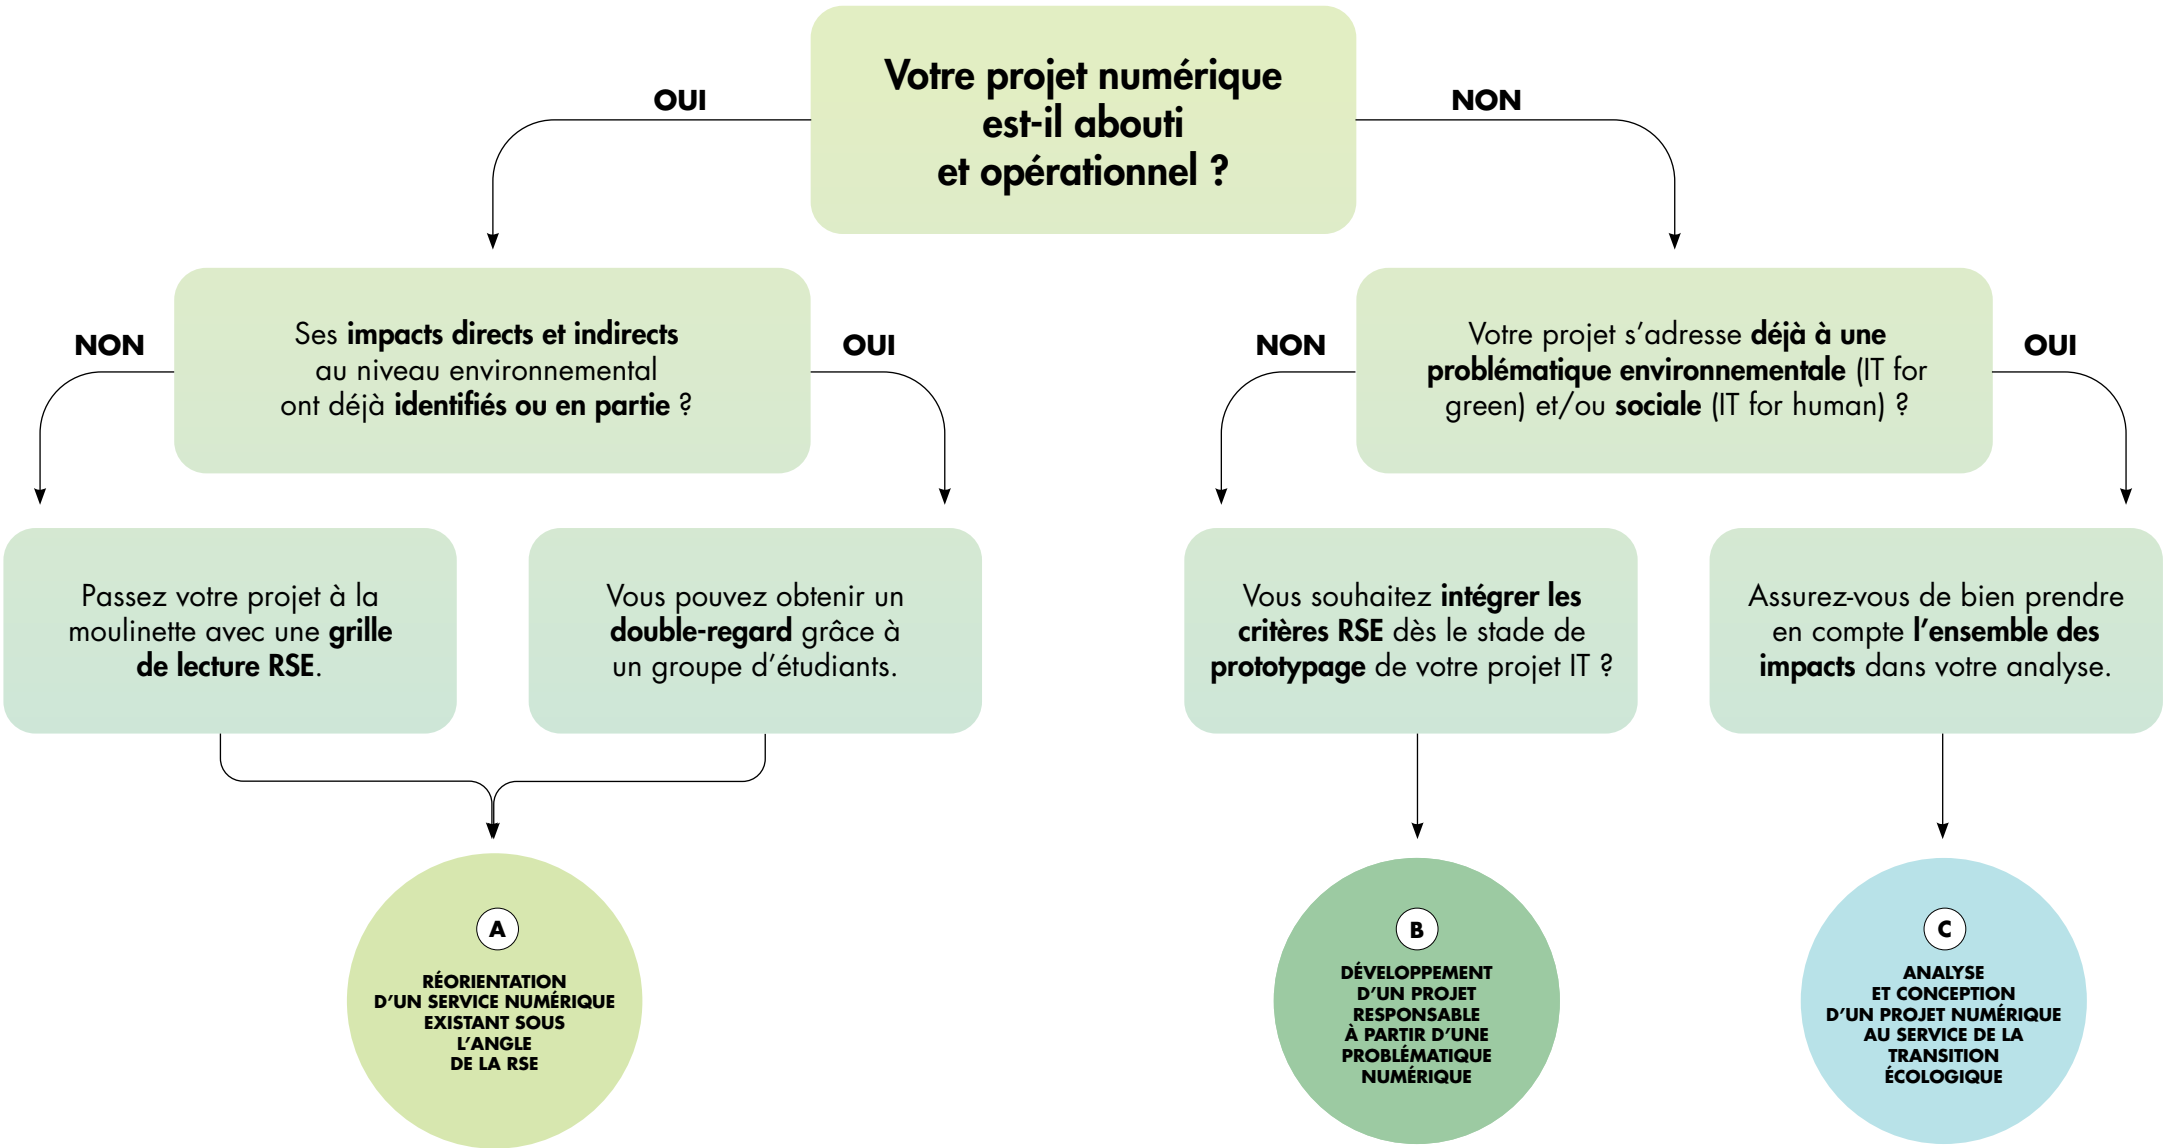 Votre projet numérique
est-il abouti
et opérationnel ?
OUI
NON
Ses impacts directs et indirects
au niveau environnemental
ont déjà identifiés ou en partie ?
NON
OUI
Votre projet s’adresse déjà à une
problématique environnementale (IT for
green) et/ou sociale (IT for human) ?
NON
OUI
Passez votre projet à la
moulinette avec une grille
de lecture RSE.
Vous pouvez obtenir un
double-regard grâce à
un groupe d’étudiants.
Vous souhaitez intégrer les
critères RSE dès le stade de
prototypage de votre projet IT ?
Assurez-vous de bien prendre
en compte l’ensemble des
impacts dans votre analyse.
A
RÉORIENTATION
D’UN SERVICE NUMÉRIQUE
EXISTANT SOUS
L’ANGLE
DE LA RSE
B
DÉVELOPPEMENT
D’UN PROJET
RESPONSABLE
À PARTIR D’UNE
PROBLÉMATIQUE
NUMÉRIQUE
C
ANALYSE
ET CONCEPTION
D’UN PROJET NUMÉRIQUE
AU SERVICE DE LA
TRANSITION
ÉCOLOGIQUE